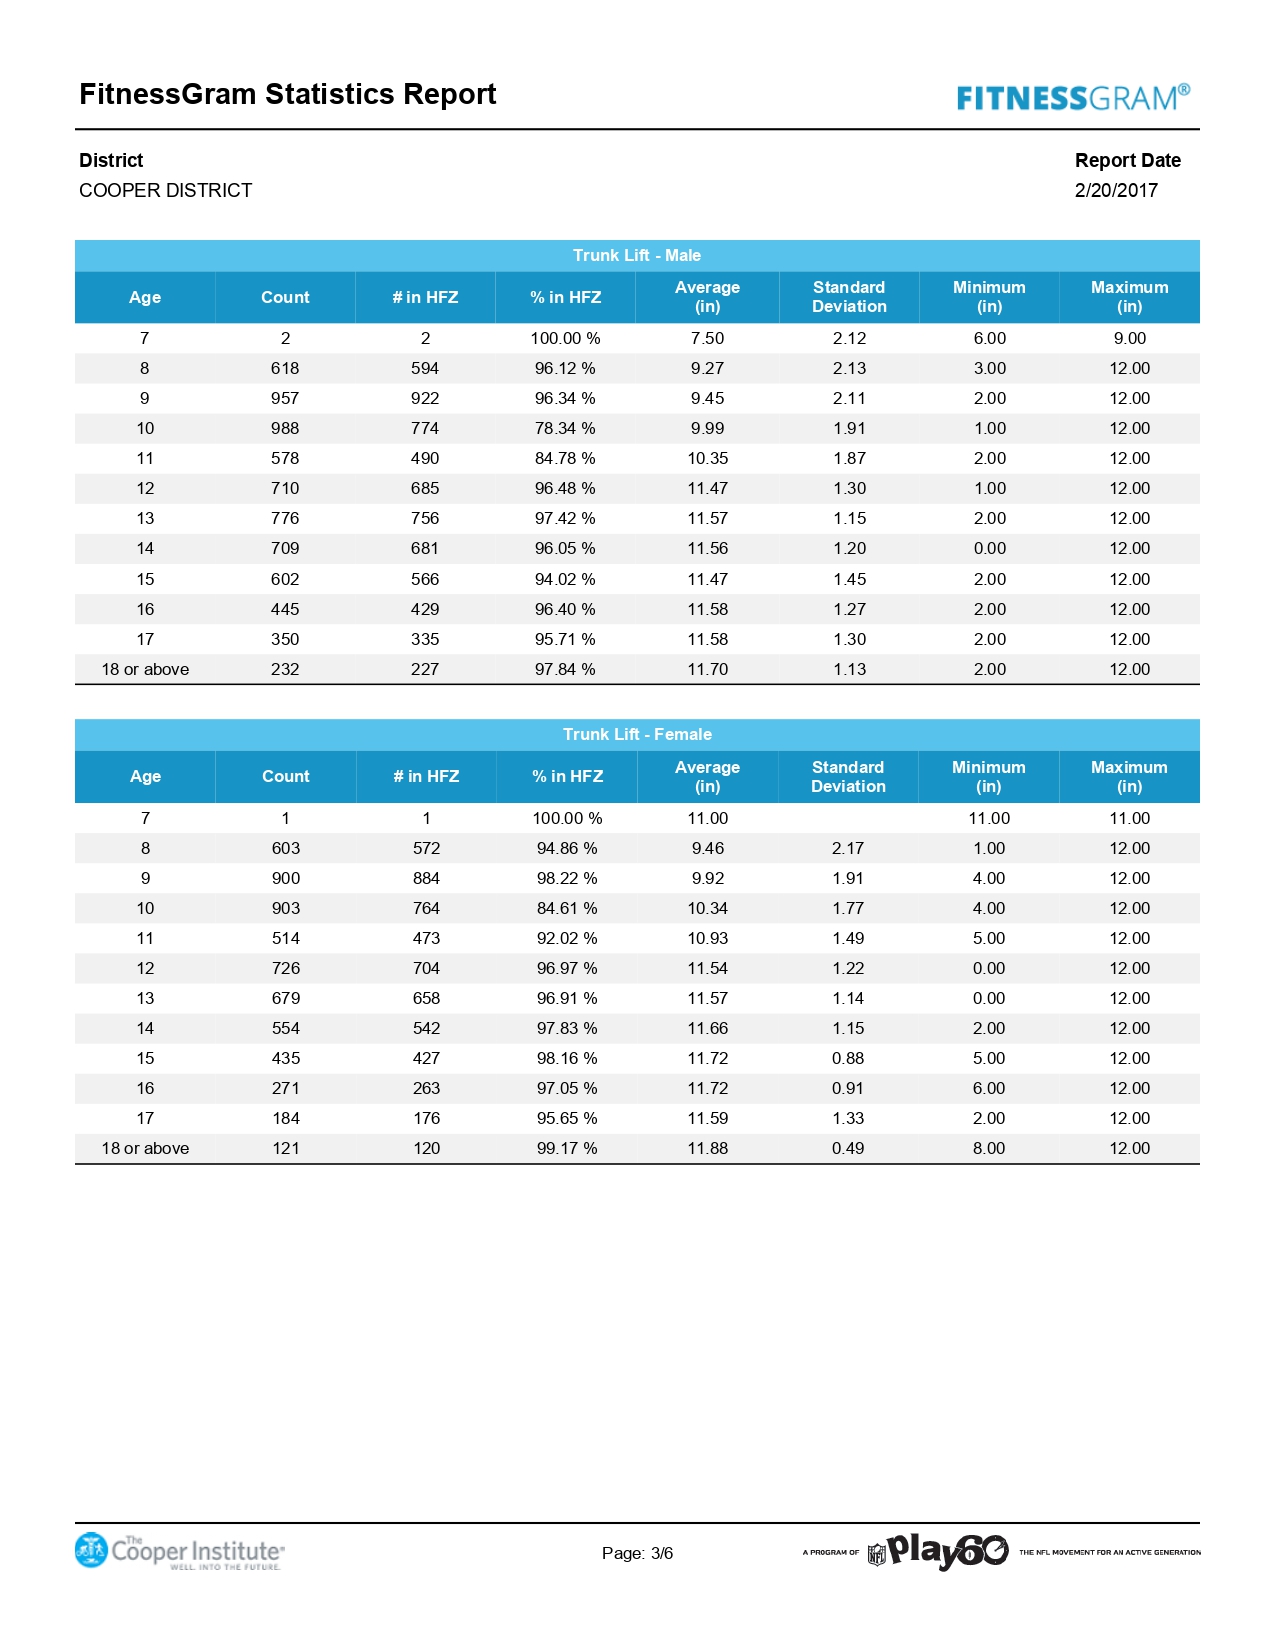 FitnessGram Statistics Report
FITNESSGRAM®
District Report Date
COOPER DISTRICT 2/20/2017
Trunk Lift - Male
Age Count # in HFZ % in HFZ Average (in) Standard Deviation Minimum (in) Maximum (in)
7 2 2 100.00 % 7.50 2.12 6.00 9.00
8 618 594 96.12 % 9.27 2.13 3.00 12.00
9 957 922 96.34 % 9.45 2.11 2.00 12.00
10 988 774 78.34 % 9.99 1.91 1.00 12.00
11 578 490 84.78 % 10.35 1.87 2.00 12.00
12 710 685 96.48 % 11.47 1.30 1.00 12.00
13 776 756 97.42 % 11.57 1.15 2.00 12.00
14 709 681 96.05 % 11.56 1.20 0.00 12.00
15 602 566 94.02 % 11.47 1.45 2.00 12.00
16 445 429 96.40 % 11.58 1.27 2.00 12.00
17 350 335 95.71 % 11.58 1.30 2.00 12.00
18 or above 232 227 97.84 % 11.70 1.13 2.00 12.00
Trunk Lift - Female
Age Count # in HFZ % in HFZ Average (in) Standard Deviation Minimum (in) Maximum (in)
7 1 1 100.00 % 11.00 11.00 11.00
8 603 572 94.86 % 9.46 2.17 1.00 12.00
9 900 884 98.22 % 9.92 1.91 4.00 12.00
10 903 764 84.61 % 10.34 1.77 4.00 12.00
11 514 473 92.02 % 10.93 1.49 5.00 12.00
12 726 704 96.97 % 11.54 1.22 0.00 12.00
13 679 658 96.91 % 11.57 1.14 0.00 12.00
14 554 542 97.83 % 11.66 1.15 2.00 12.00
15 435 427 98.16 % 11.72 0.88 5.00 12.00
16 271 263 97.05 % 11.72 0.91 6.00 12.00
17 184 176 95.65 % 11.59 1.33 2.00 12.00
18 or above 121 120 99.17 % 11.88 0.49 8.00 12.00
The
Cooper Institute®
WELL. INTO THE FUTURE.
Page: 3/6
A PROGRAM OF NFL play60 THE NFL MOVEMENT FOR AN ACTIVE GENERATION